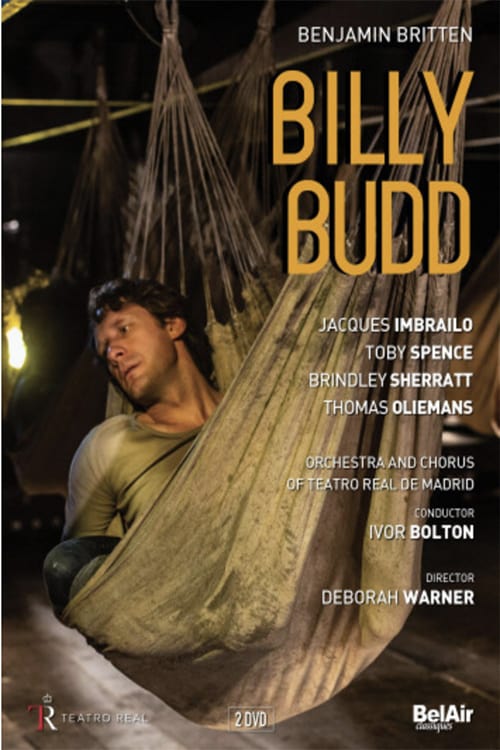 BENJAMIN BRITTEN
BILLY
BUDD
JACQUES IMBRAILO
TOBY SPENCE
BRINDLEY SHERRATT
THOMAS OLIEMANS
ORCHESTRA AND CHORUS
OF TEATRO REAL DE MADRID
CONDUCTOR
IVOR BOLTON
DIRECTOR
DEBORAH WARNER
TR TEATRO REAL
2 DVD
BelAir
classiques